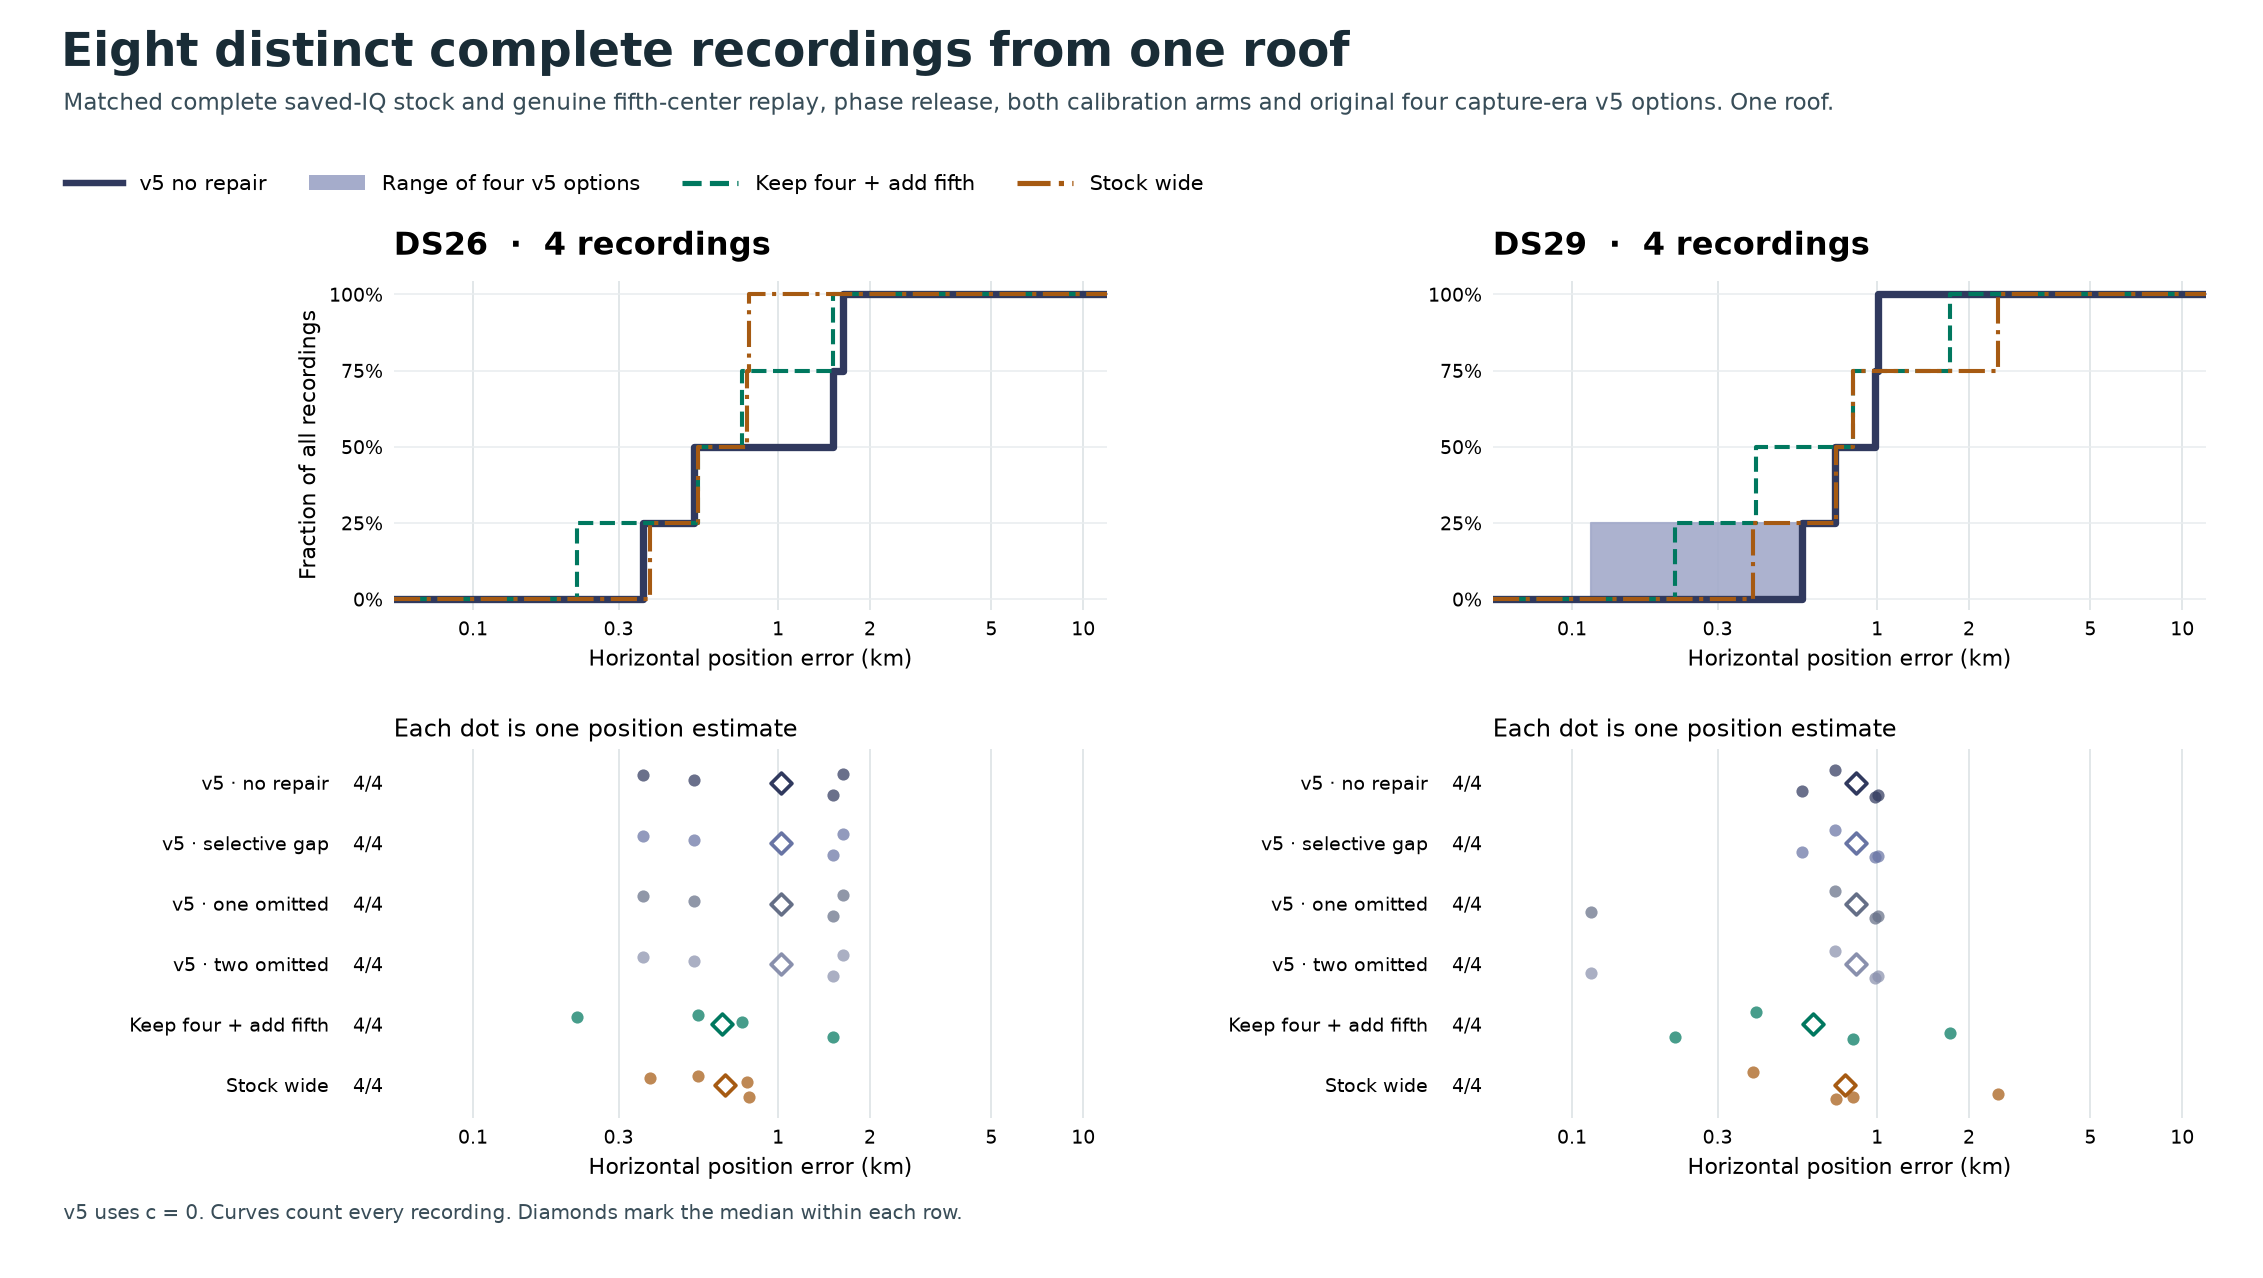 Eight distinct complete recordings from one roof
Matched complete saved-IQ stock and genuine fifth-center replay, phase release, both calibration arms and original four capture-era v5 options. One roof.
v5 no repair
Range of four v5 options
Keep four + add fifth
Stock wide
DS26 · 4 recordings
Fraction of all recordings
100%
75%
50%
25%
0%
0.1 0.3 1 2 5 10
Horizontal position error (km)
DS29 · 4 recordings
100%
75%
50%
25%
0%
0.1 0.3 1 2 5 10
Horizontal position error (km)
Each dot is one position estimate
v5 · no repair 4/4
v5 · selective gap 4/4
v5 · one omitted 4/4
v5 · two omitted 4/4
Keep four + add fifth 4/4
Stock wide 4/4
0.1 0.3 1 2 5 10
Horizontal position error (km)
Each dot is one position estimate
v5 · no repair 4/4
v5 · selective gap 4/4
v5 · one omitted 4/4
v5 · two omitted 4/4
Keep four + add fifth 4/4
Stock wide 4/4
0.1 0.3 1 2 5 10
Horizontal position error (km)
v5 uses c = 0. Curves count every recording. Diamonds mark the median within each row.